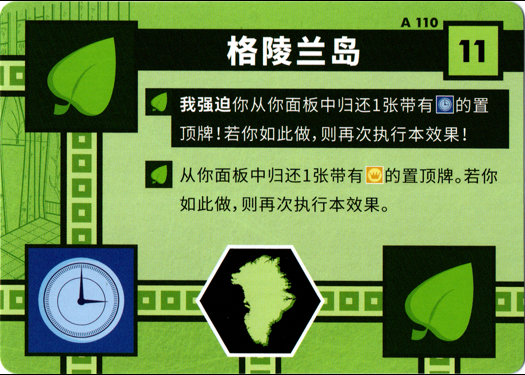 A 110
格陵兰岛
11
我强迫你从你面板中归还1张带有的置
顶牌！若你如此做，则再次执行本效果！
从你面板中归还1张带有的置顶牌。若你
如此做，则再次执行本效果。